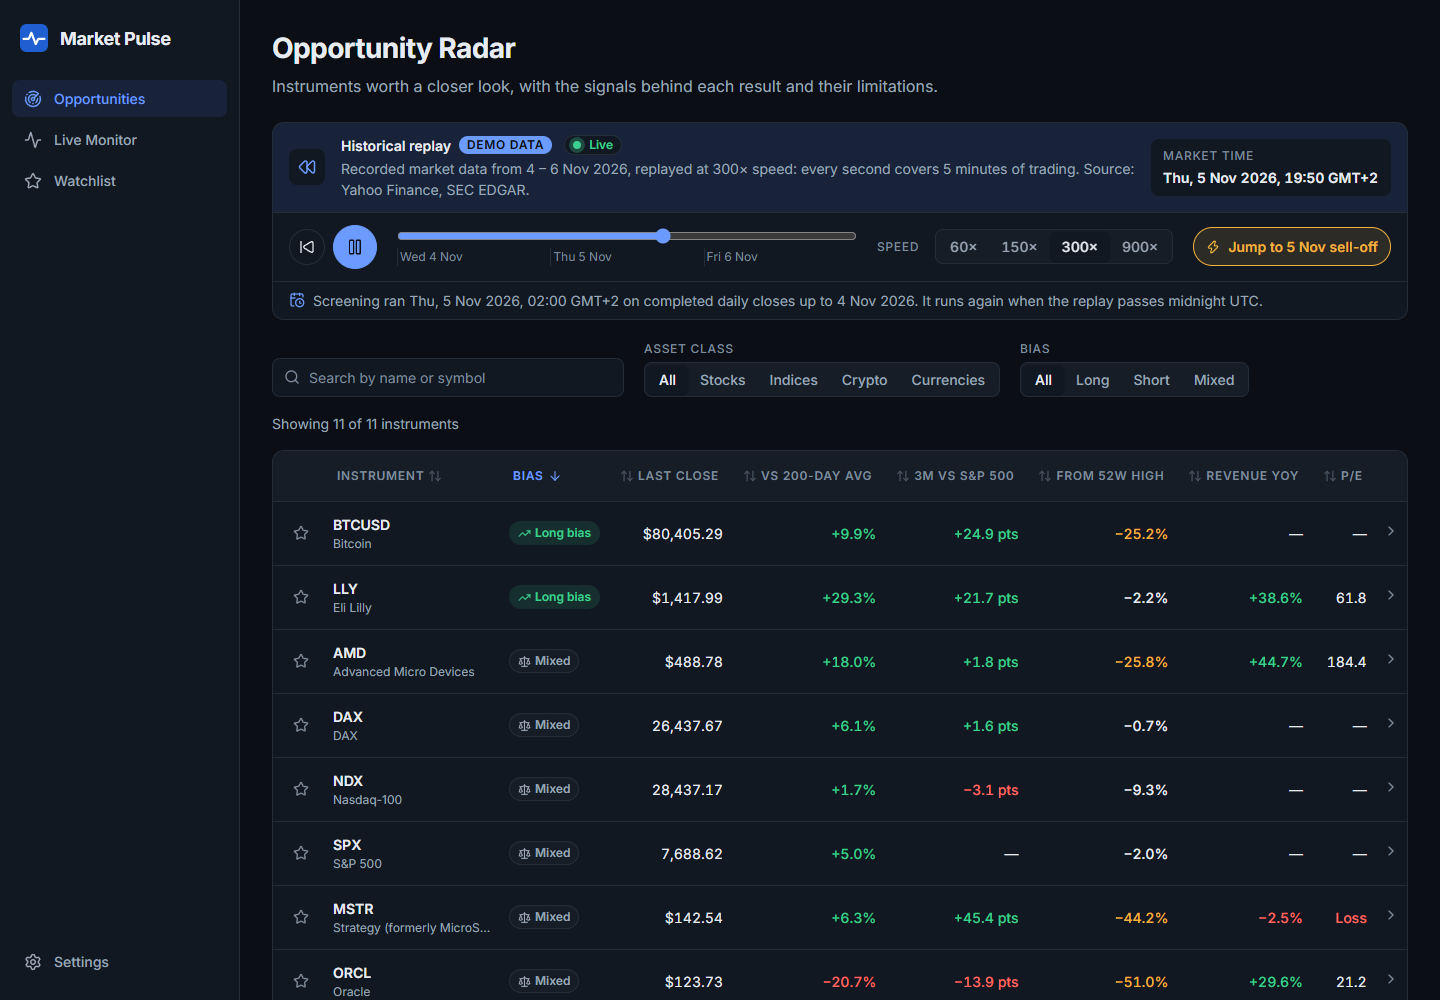 Market Pulse
Opportunities
Live Monitor
Watchlist
Settings
Opportunity Radar
Instruments worth a closer look, with the signals behind each result and their limitations.
Historical replay DEMO DATA Live
Recorded market data from 4 – 6 Nov 2026, replayed at 300× speed: every second covers 5 minutes of trading. Source:
Yahoo Finance, SEC EDGAR.
MARKET TIME
Thu, 5 Nov 2026, 19:50 GMT+2
Wed 4 Nov Thu 5 Nov Fri 6 Nov
SPEED 60× 150× 300× 900×
Jump to 5 Nov sell-off
Screening ran Thu, 5 Nov 2026, 02:00 GMT+2 on completed daily closes up to 4 Nov 2026. It runs again when the replay passes midnight UTC.
Search by name or symbol
ASSET CLASS
All Stocks Indices Crypto Currencies
BIAS
All Long Short Mixed
Showing 11 of 11 instruments
INSTRUMENT BIAS LAST CLOSE VS 200-DAY AVG 3M VS S&P 500 FROM 52W HIGH REVENUE YOY P/E
BTCUSD
Bitcoin
Long bias $80,405.29 +9.9% +24.9 pts −25.2% — —
LLY
Eli Lilly
Long bias $1,417.99 +29.3% +21.7 pts −2.2% +38.6% 61.8
AMD
Advanced Micro Devices
Mixed $488.78 +18.0% +1.8 pts −25.8% +44.7% 184.4
DAX
DAX
Mixed 26,437.67 +6.1% +1.6 pts −0.7% — —
NDX
Nasdaq-100
Mixed 28,437.17 +1.7% −3.1 pts −9.3% — —
SPX
S&P 500
Mixed 7,688.62 +5.0% — −2.0% — —
MSTR
Strategy (formerly MicroS...
Mixed $142.54 +6.3% +45.4 pts −44.2% −2.5% Loss
ORCL
Oracle
Mixed $123.73 −20.7% −13.9 pts −51.0% +29.6% 21.2